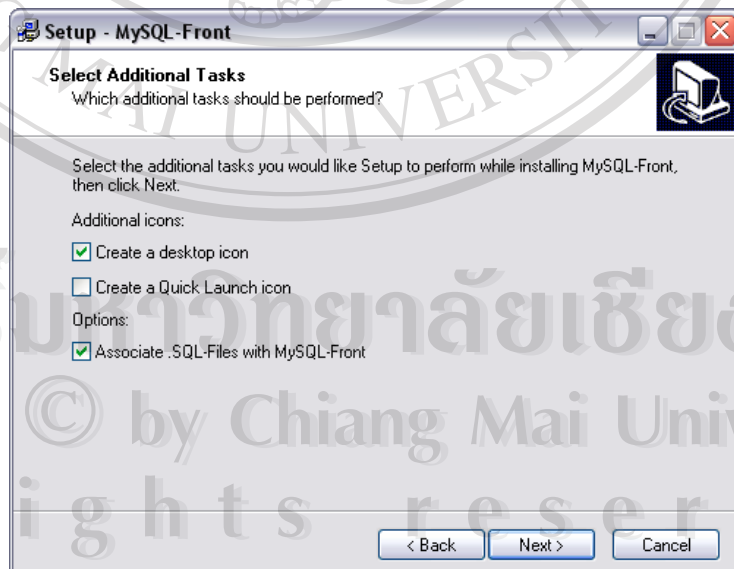 Setup - MySQL-Front
Select Additional Tasks
Which additional tasks should be performed?
MAI UNIVERSIT
Select the additional tasks you would like Setup to perform while installing MySQL-Front,
then click Next.
Additional icons:
Create a desktop icon
Create a Quick Launch icon
Options:
Associate .SQL-Files with MySQL-Front
มหาวิทยาลัยเชีย
© by Chiang Mai Uni
ights reser
< Back Next > Cancel